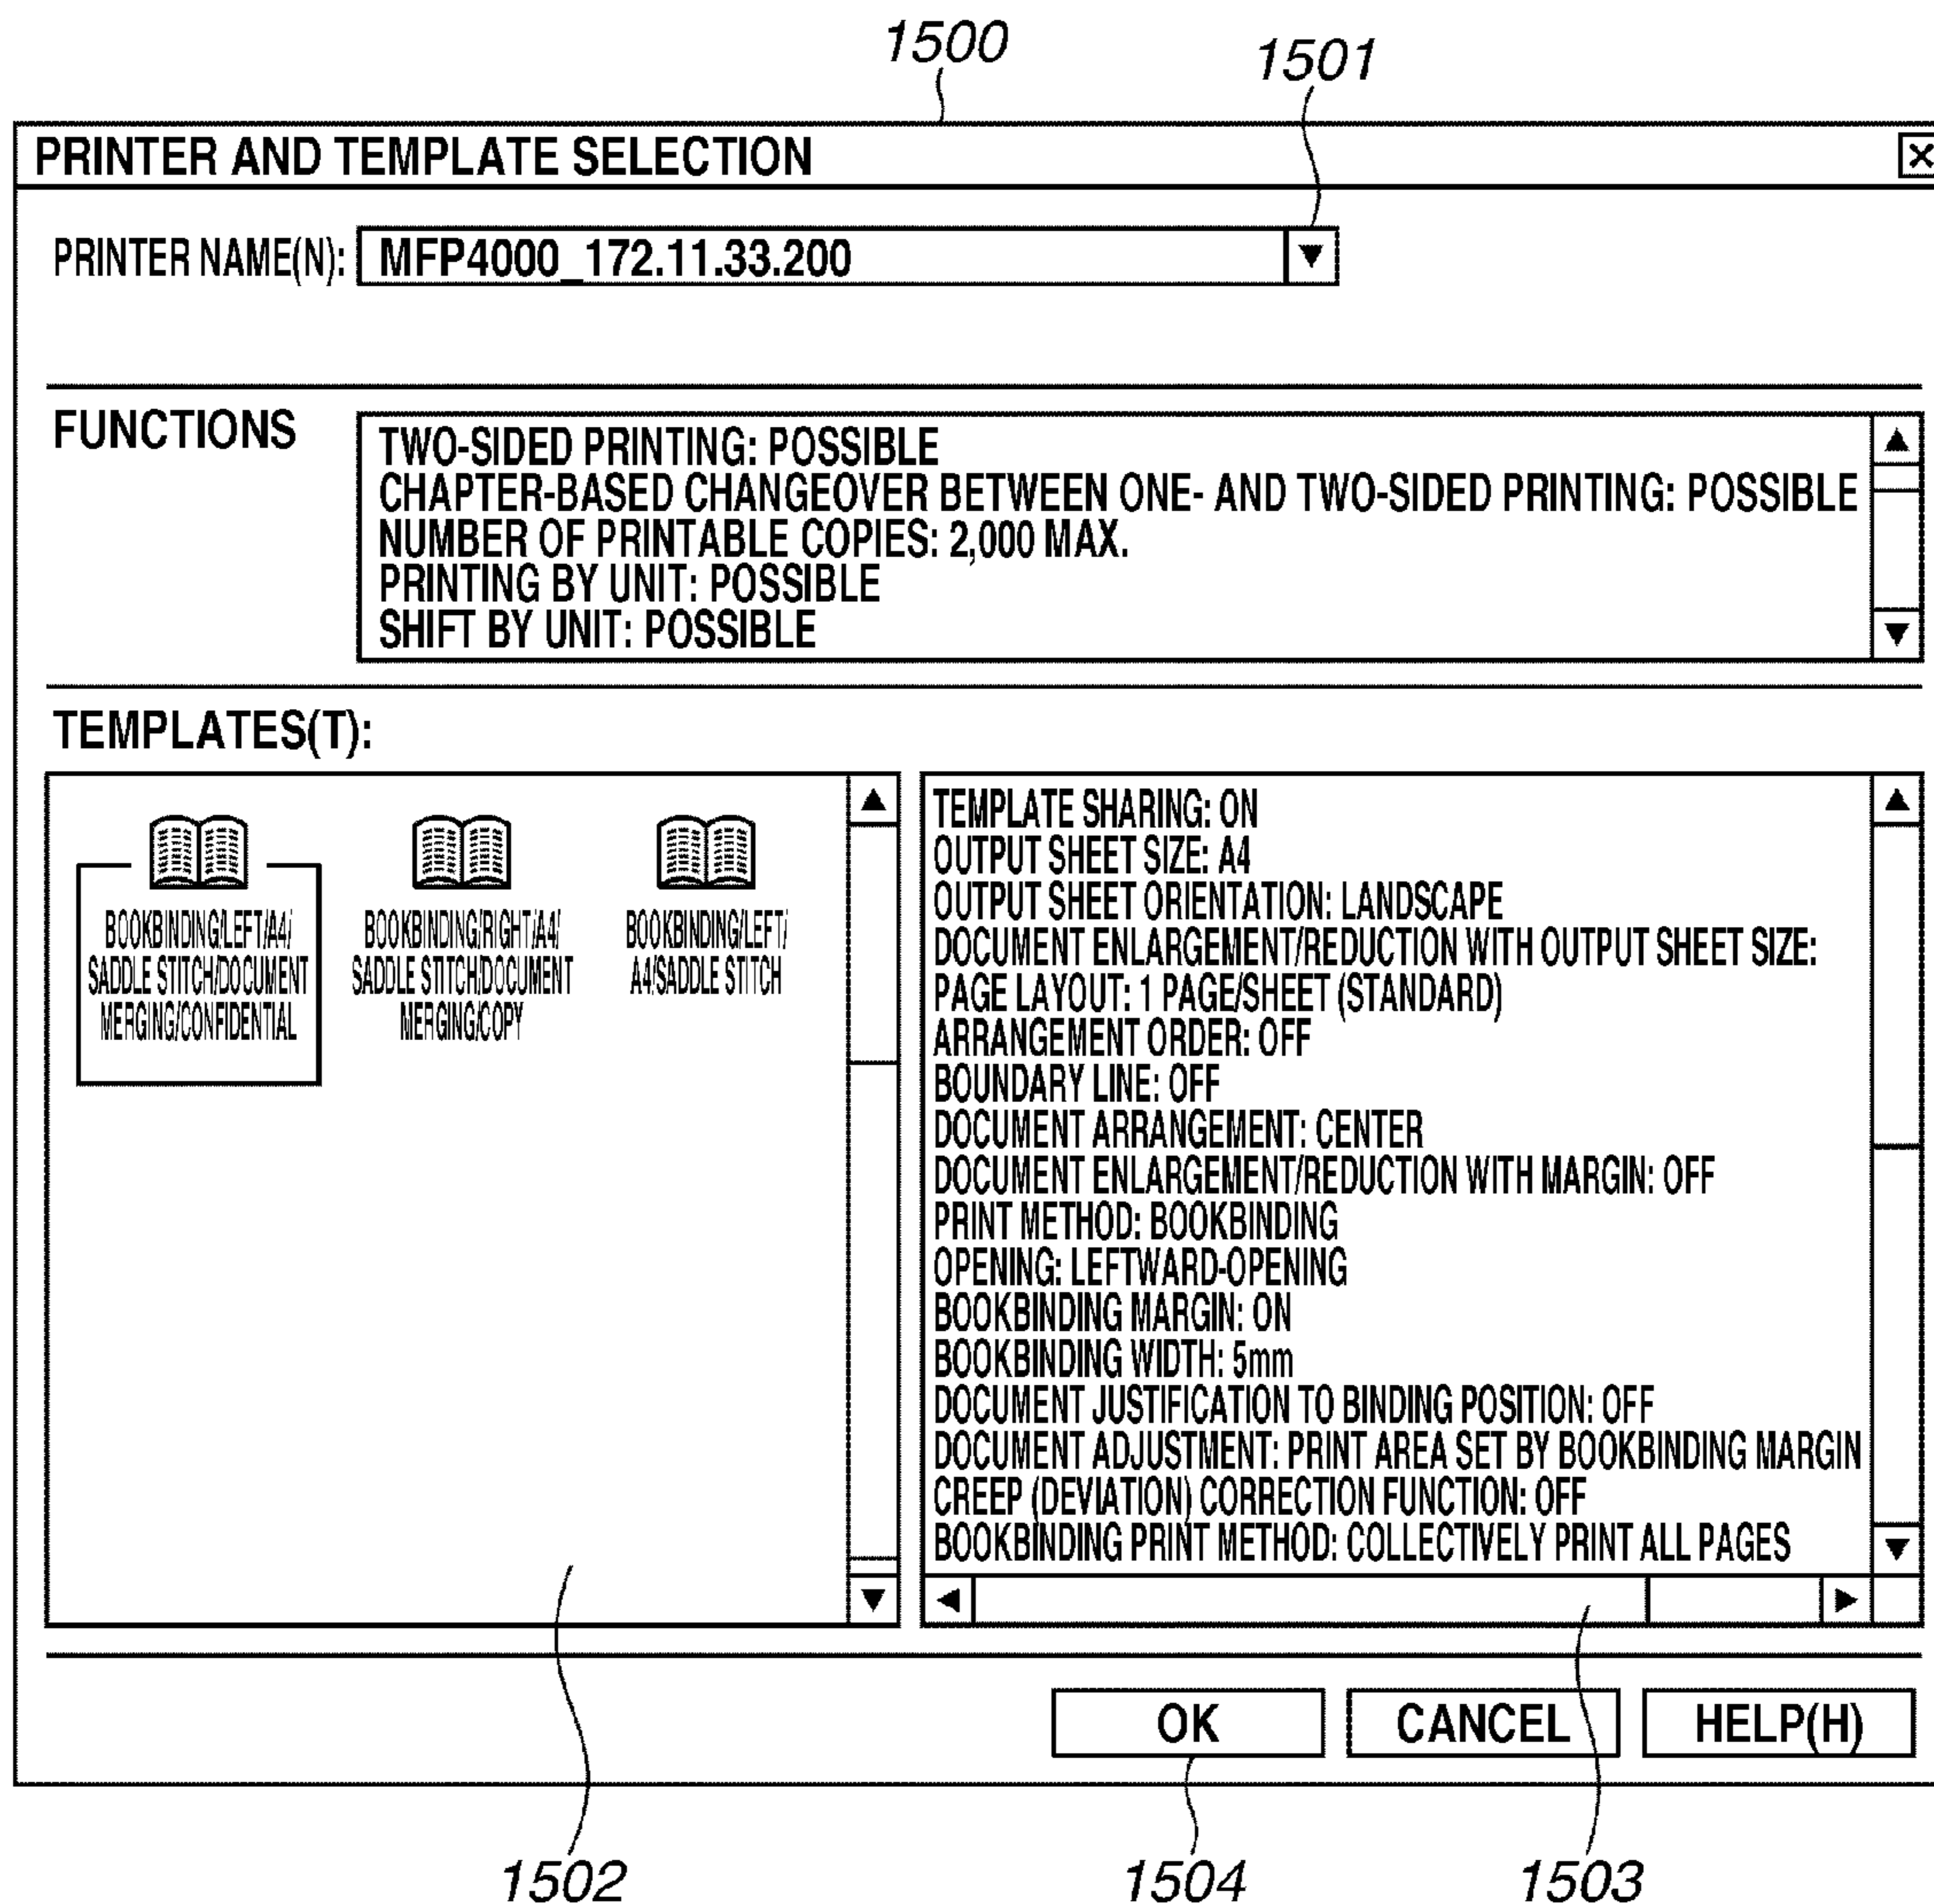 1500
1501
PRINTER AND TEMPLATE SELECTION
PRINTER NAME(N): MFP4000_172.11.33.200
FUNCTIONS
TWO-SIDED PRINTING: POSSIBLE
CHAPTER-BASED CHANGEOVER BETWEEN ONE- AND TWO-SIDED PRINTING: POSSIBLE
NUMBER OF PRINTABLE COPIES: 2,000 MAX.
PRINTING BY UNIT: POSSIBLE
SHIFT BY UNIT: POSSIBLE
TEMPLATES(T):
BOOKBINDING/LEFT/A4/
SADDLE STITCH/DOCUMENT
MERGING/CONFIDENTIAL
BOOKBINDING/RIGHT/A4/
SADDLE STITCH/DOCUMENT
MERGING/COPY
BOOKBINDING/LEFT/
A4/SADDLE STITCH
TEMPLATE SHARING: ON
OUTPUT SHEET SIZE: A4
OUTPUT SHEET ORIENTATION: LANDSCAPE
DOCUMENT ENLARGEMENT/REDUCTION WITH OUTPUT SHEET SIZE:
PAGE LAYOUT: 1 PAGE/SHEET (STANDARD)
ARRANGEMENT ORDER: OFF
BOUNDARY LINE: OFF
DOCUMENT ARRANGEMENT: CENTER
DOCUMENT ENLARGEMENT/REDUCTION WITH MARGIN: OFF
PRINT METHOD: BOOKBINDING
OPENING: LEFTWARD-OPENING
BOOKBINDING MARGIN: ON
BOOKBINDING WIDTH: 5mm
DOCUMENT JUSTIFICATION TO BINDING POSITION: OFF
DOCUMENT ADJUSTMENT: PRINT AREA SET BY BOOKBINDING MARGIN
CREEP (DEVIATION) CORRECTION FUNCTION: OFF
BOOKBINDING PRINT METHOD: COLLECTIVELY PRINT ALL PAGES
OK
CANCEL
HELP(H)
1502
1504
1503